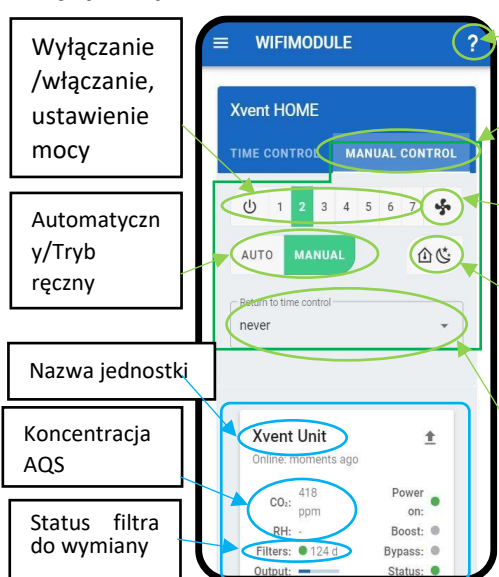 Wyłączanie
/włączanie,
ustawienie
mocy
Automatyczn
y/Tryb
ręczny
Nazwa jednostki
Koncentracja
AQS
Status filtra
do wymiany
WIFIMODULE ?
Xvent HOME
TIME CONTROL MANUAL CONTROL
1 2 3 4 5 6 7
AUTO MANUAL
Return to time control
never
Xvent Unit
Online: moments ago
CO₂: 418 ppm
RH: -
Filters: 124 d
Output:
Power on:
Boost:
Bypass:
Status: